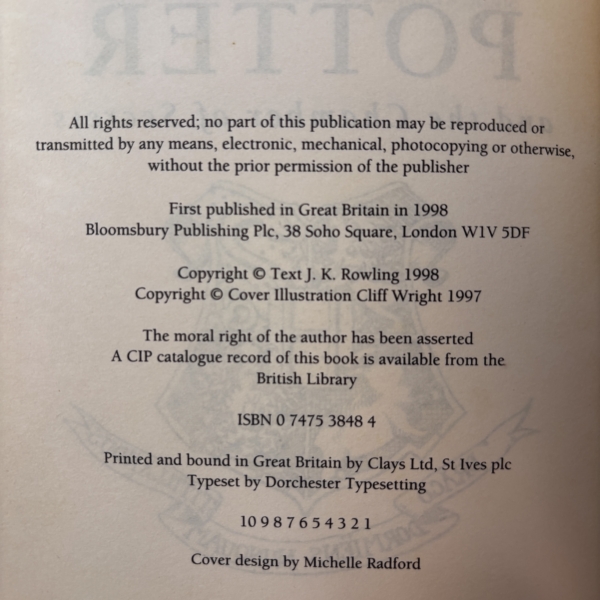 POTTER
All rights reserved; no part of this publication may be reproduced or
transmitted by any means, electronic, mechanical, photocopying or otherwise,
without the prior permission of the publisher
First published in Great Britain in 1998
Bloomsbury Publishing Plc, 38 Soho Square, London W1V 5DF
Copyright © Text J. K. Rowling 1998
Copyright © Cover Illustration Cliff Wright 1997
The moral right of the author has been asserted
A CIP catalogue record of this book is available from the
British Library
ISBN 0 7475 3848 4
Printed and bound in Great Britain by Clays Ltd, St Ives plc
Typeset by Dorchester Typesetting
10 9 8 7 6 5 4 3 2 1
Cover design by Michelle Radford